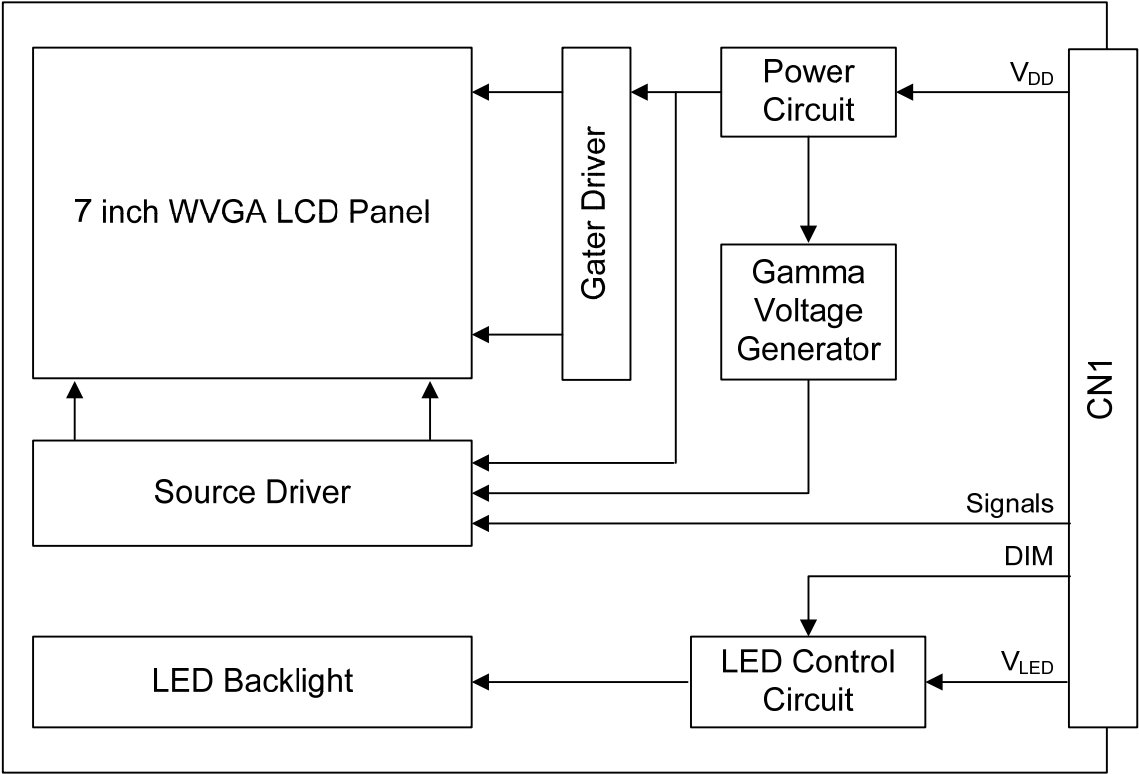 7 inch WVGA LCD Panel
Gater Driver
Power
Circuit
VDD
Gamma
Voltage
Generator
CN1
Source Driver
Signals
DIM
LED Backlight
LED Control
Circuit
VLED